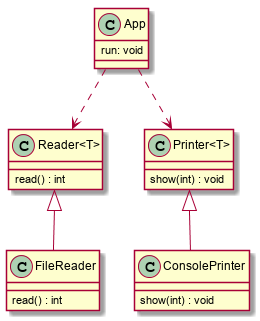 C App
run: void
C Reader<T>
read() : int
C Printer<T>
show(int) : void
C FileReader
read() : int
C ConsolePrinter
show(int) : void